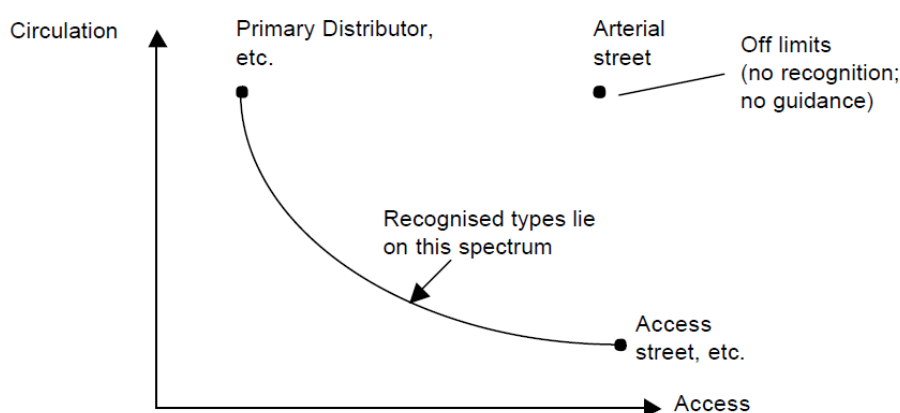 Circulation
Primary Distributor,
etc.
Arterial
street
Off limits
(no recognition;
no guidance)
Recognised types lie
on this spectrum
Access
street, etc.
Access